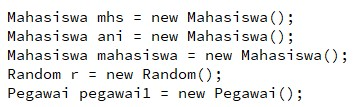 Mahasiswa mhs = new Mahasiswa();
Mahasiswa ani = new Mahasiswa();
Mahasiswa mahasiswa = new Mahasiswa();
Random r = new Random();
Pegawai pegawai1 = new Pegawai();